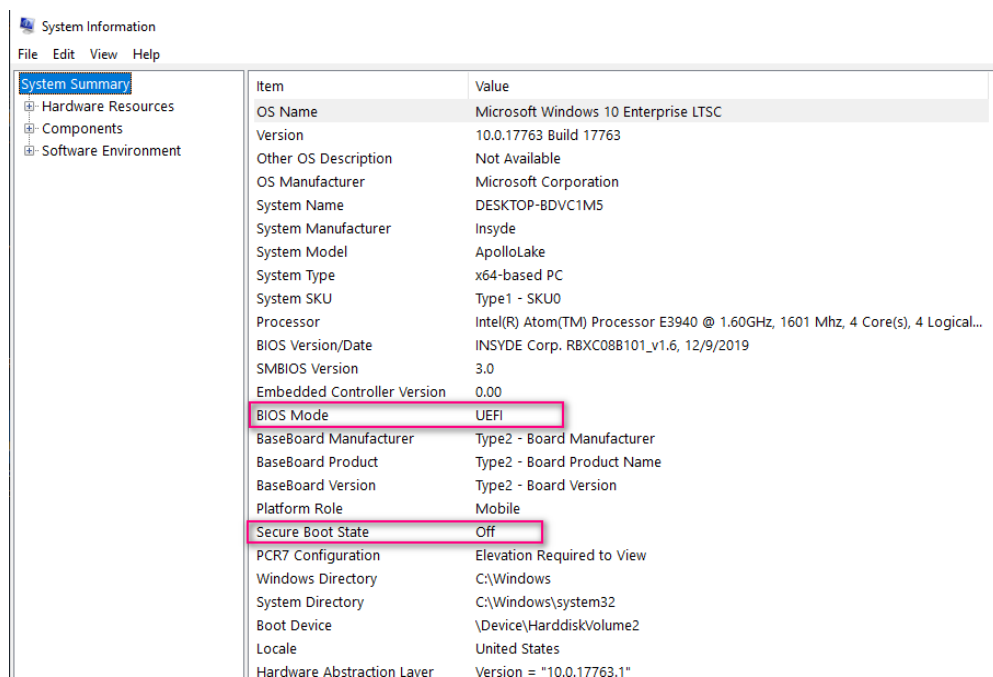 System Information
File Edit View Help
System Summary
Hardware Resources
Components
Software Environment
Item Value
OS Name Microsoft Windows 10 Enterprise LTSC
Version 10.0.17763 Build 17763
Other OS Description Not Available
OS Manufacturer Microsoft Corporation
System Name DESKTOP-BDVC1M5
System Manufacturer Insyde
System Model ApolloLake
System Type x64-based PC
System SKU Type1 - SKU0
Processor Intel(R) Atom(TM) Processor E3940 @ 1.60GHz, 1601 Mhz, 4 Core(s), 4 Logical...
BIOS Version/Date INSYDE Corp. RBXC08B101_v1.6, 12/9/2019
SMBIOS Version 3.0
Embedded Controller Version 0.00
BIOS Mode UEFI
BaseBoard Manufacturer Type2 - Board Manufacturer
BaseBoard Product Type2 - Board Product Name
BaseBoard Version Type2 - Board Version
Platform Role Mobile
Secure Boot State Off
PCR7 Configuration Elevation Required to View
Windows Directory C:\Windows
System Directory C:\Windows\system32
Boot Device \Device\HarddiskVolume2
Locale United States
Hardware Abstraction Layer Version = "10.0.17763.1"